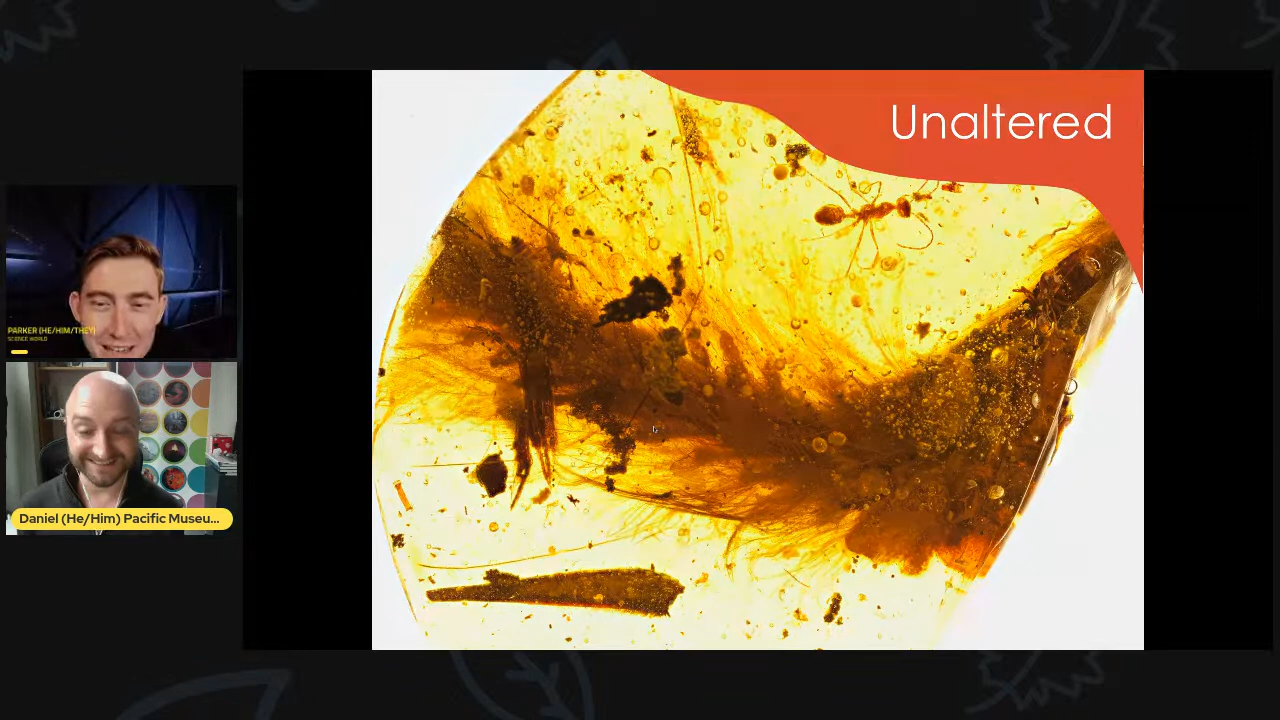 Unaltered
PARKER (HE/HIM/THEY)
SCIENCE WORLD
Daniel (He/Him) Pacific Museu...